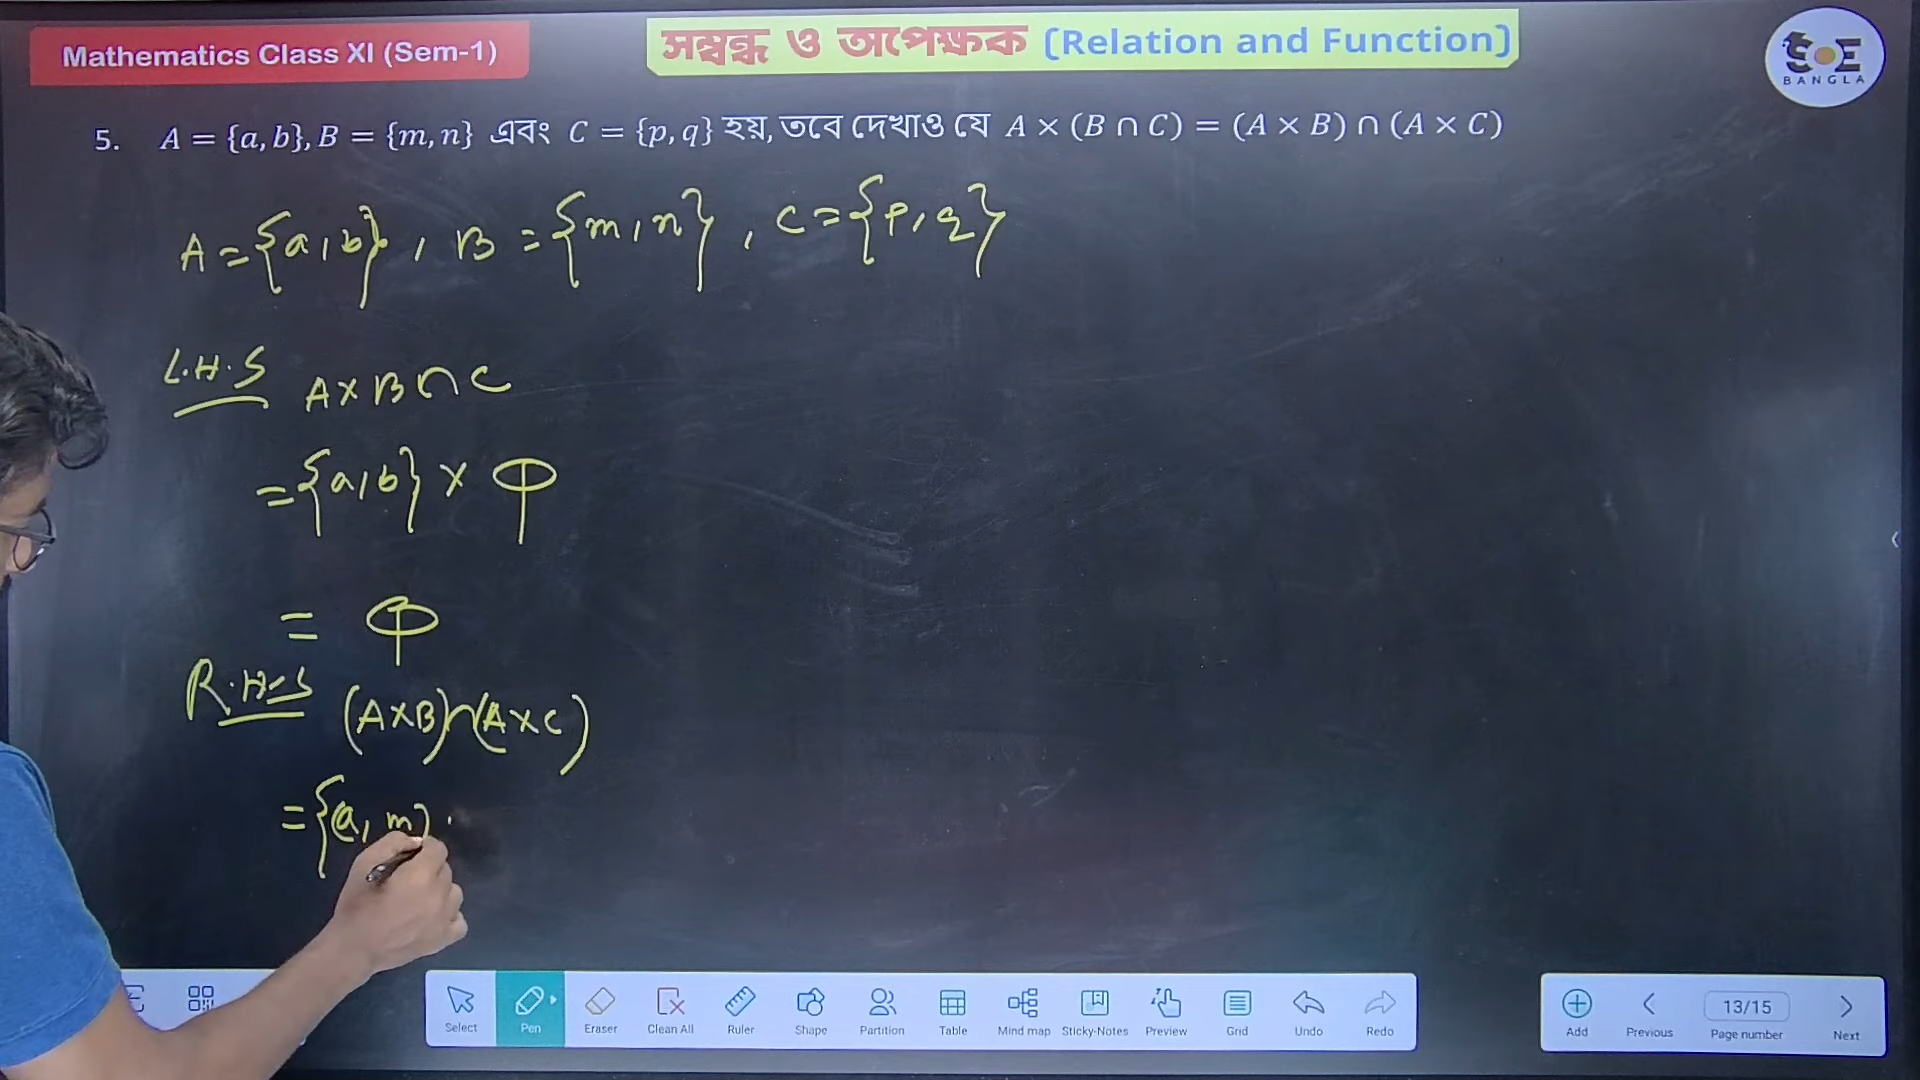 Mathematics Class XI (Sem-1)
সম্বন্ধ ও অপেক্ষক (Relation and Function)
SOE
BANGLA
5. A = {a, b}, B = {m, n} এবং C = {p, q} হয়, তবে দেখাও যে A × (B ∩ C) = (A × B) ∩ (A × C)
A = {a, b}, B = {m, n}, C = {p, q}
L.H.S A×B∩C
= {a, b} × Φ
= Φ
R.H.S (A×B)∩(A×C)
= {(a, m)
Select Pen Eraser Clean All Ruler Shape Partition Table Mind map Sticky-Notes Preview Grid Undo Redo
Add Previous 13/15 Page number Next